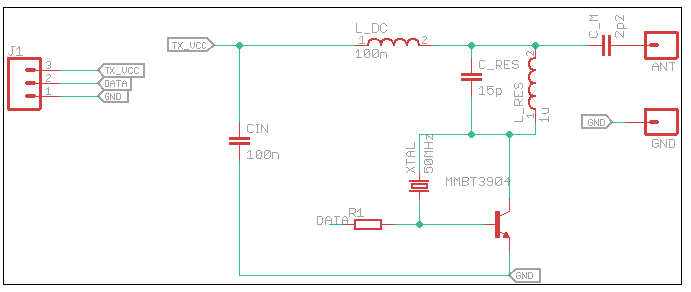 J1
3
TX_VCC
2
DATA
1
GND
TX_VCC
L_DC
1
2
100n
C_M
2p2
ANT
GND
GND
C_RES
15p
L_RES
2
1
1u
CIN
100n
XTAL
50MHz
MMBT3904
DATA
R1
GND